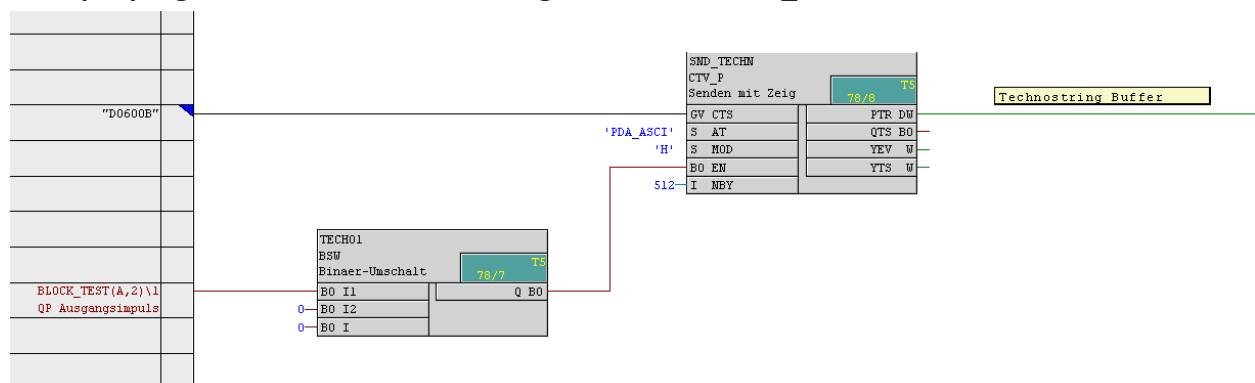 SND_TECHN
CTV_P
Senden mit Zeig
T5
78/8
Technostring Buffer
"D0600B"
GV CTS
PTR DW
'PDA_ASCI'
S AT
QTS BO
'H'
S MOD
YEV W
BO EN
YTS W
512
I NBY
TECH01
BSW
Binaer-Umschalt
T5
78/7
BLOCK_TEST(A,2)\1
BO I1
Q BO
QP Ausgangsimpuls
0
BO I2
0
BO I